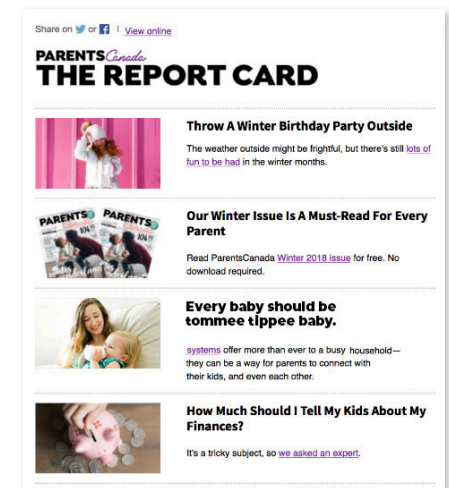 Share on or | View online
PARENTS Canada
THE REPORT CARD
Throw A Winter Birthday Party Outside
The weather outside might be frightful, but there's still lots of
fun to be had in the winter months.
PARENTS
PARENTS
Our Winter Issue Is A Must-Read For Every
Parent
Read ParentsCanada Winter 2018 issue for free. No
download required.
Every baby should be
tommee tippee baby.
systems offer more than ever to a busy household—
they can be a way for parents to connect with
their kids, and even each other.
How Much Should I Tell My Kids About My
Finances?
It's a tricky subject, so we asked an expert.